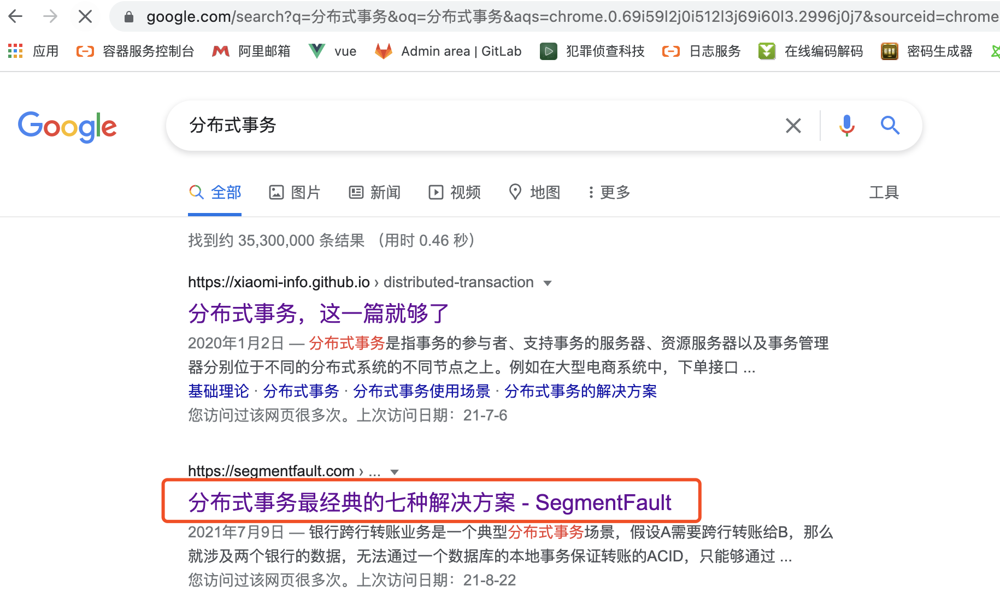 google.com/search?q=分布式事务&oq=分布式事务&aqs=chrome.0.69i59l2j0i512l3j69i60l3.2996j0j7&sourceid=chrome
应用 容器服务控制台 阿里邮箱 vue Admin area | GitLab 犯罪侦查科技 日志服务 在线编码解码 密码生成器
Google 分布式事务
全部 图片 新闻 视频 地图 更多 工具
找到约 35,300,000 条结果 （用时 0.46 秒）
https://xiaomi-info.github.io › distributed-transaction
分布式事务，这一篇就够了
2020年1月2日 — 分布式事务是指事务的参与者、支持事务的服务器、资源服务器以及事务管理
器分别位于不同的分布式系统的不同节点之上。例如在大型电商系统中，下单接口 ...
基础理论 · 分布式事务 · 分布式事务使用场景 · 分布式事务的解决方案
您访问过该网页很多次。上次访问日期：21-7-6
https://segmentfault.com › ...
分布式事务最经典的七种解决方案 - SegmentFault
2021年7月9日 — 银行跨行转账业务是一个典型分布式事务场景，假设A需要跨行转账给B，那么
就涉及两个银行的数据，无法通过一个数据库的本地事务保证转账的ACID，只能够通过 ...
您访问过该网页很多次。上次访问日期：21-8-22